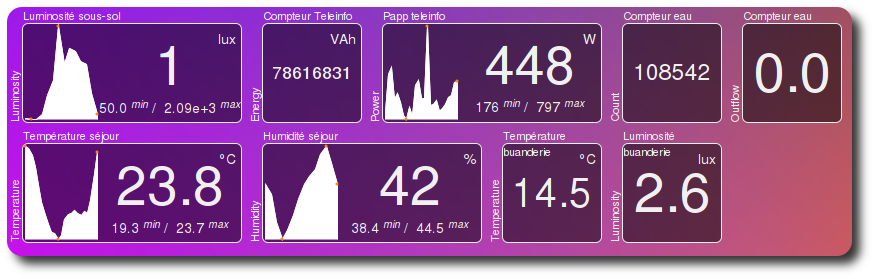 Luminosité sous-sol
Luminosity
lux
1
50.0 min / 2.09e+3 max
Compteur Teleinfo
Energy
VAh
78616831
Papp teleinfo
Power
W
448
176 min / 797 max
Compteur eau
Count
108542
Compteur eau
Outflow
0.0
Température séjour
Temperature
°C
23.8
19.3 min / 23.7 max
Humidité séjour
Humidity
%
42
38.4 min / 44.5 max
Température
buanderie
Temperature
°C
14.5
Luminosité
buanderie
Luminosity
lux
2.6